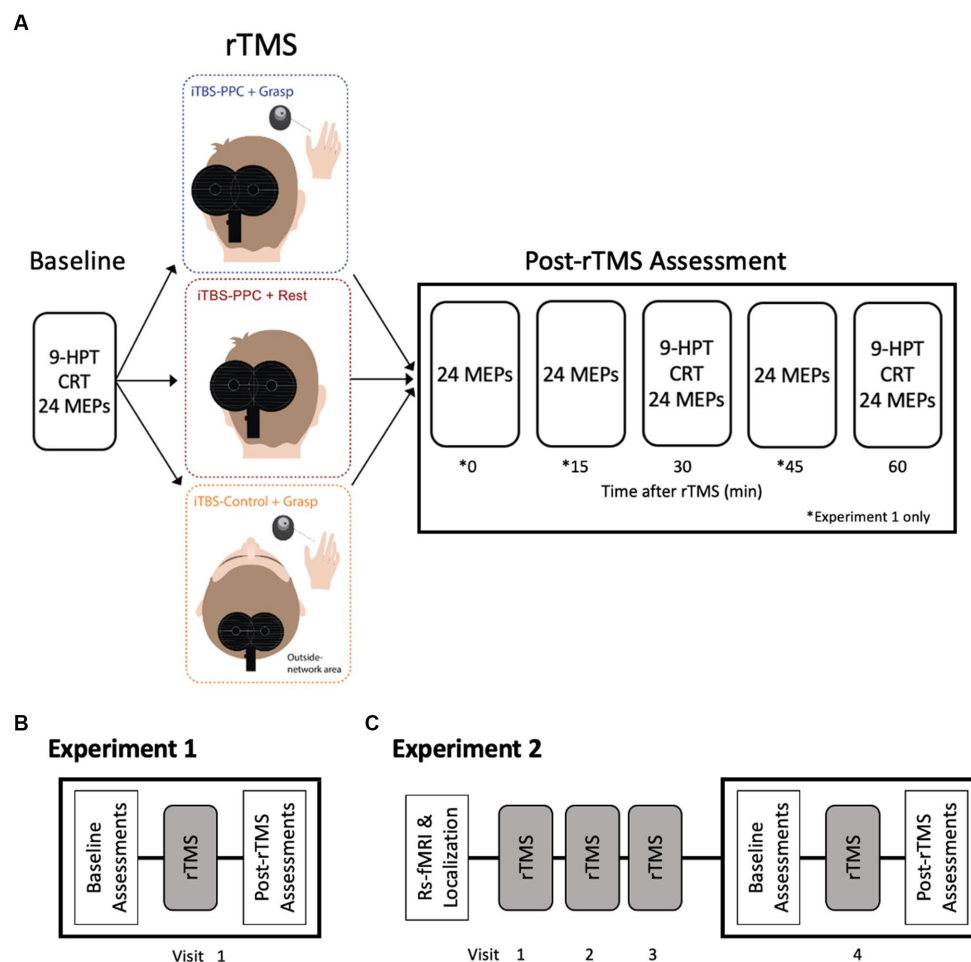 A
rTMS
iTBS-PPC + Grasp
Baseline
9-HPT
CRT
24 MEPs
iTBS-PPC + Rest
iTBS-Control + Grasp
Outside-
network area
Post-rTMS Assessment
24 MEPs
24 MEPs
9-HPT
CRT
24 MEPs
24 MEPs
9-HPT
CRT
24 MEPs
*0 *15 30 *45 60
Time after rTMS (min)
*Experiment 1 only
B
Experiment 1
Baseline
Assessments
rTMS
Post-rTMS
Assessments
Visit 1
C
Experiment 2
Rs-fMRI &
Localization
rTMS
rTMS
rTMS
Baseline
Assessments
rTMS
Post-rTMS
Assessments
Visit 1 2 3 4